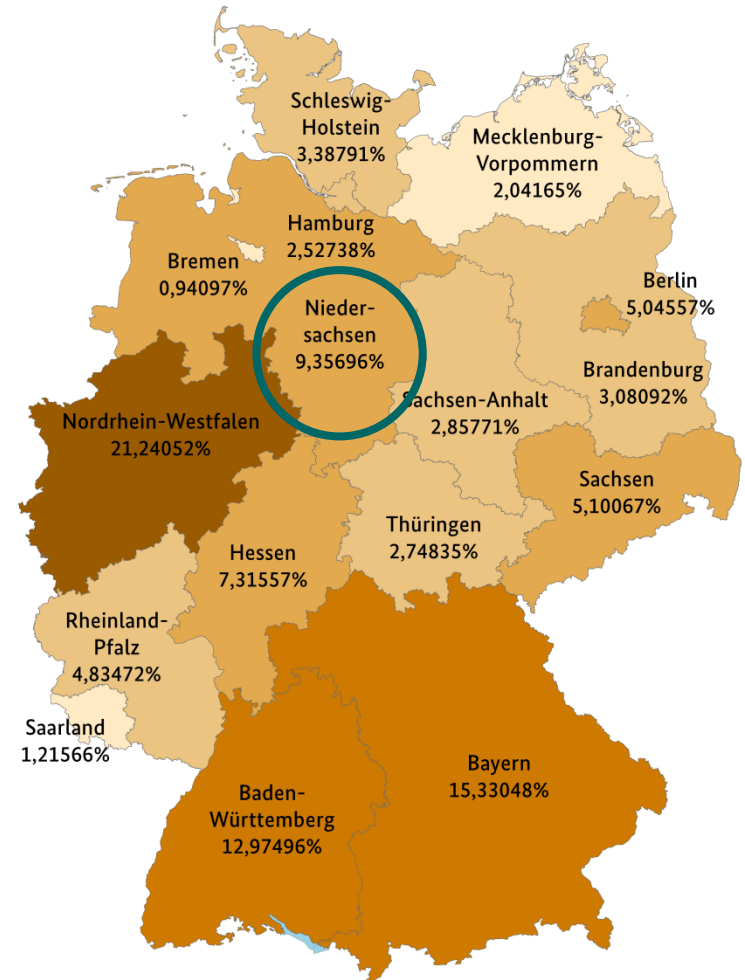 Schleswig-
Holstein
3,38791%
Mecklenburg-
Vorpommern
2,04165%
Hamburg
2,52738%
Bremen
0,94097%
Berlin
5,04557%
Nieder-
sachsen
9,35696%
Brandenburg
3,08092%
Sachsen-Anhalt
2,85771%
Nordrhein-Westfalen
21,24052%
Sachsen
5,10067%
Thüringen
2,74835%
Hessen
7,31557%
Rheinland-
Pfalz
4,83472%
Saarland
1,21566%
Bayern
15,33048%
Baden-
Württemberg
12,97496%